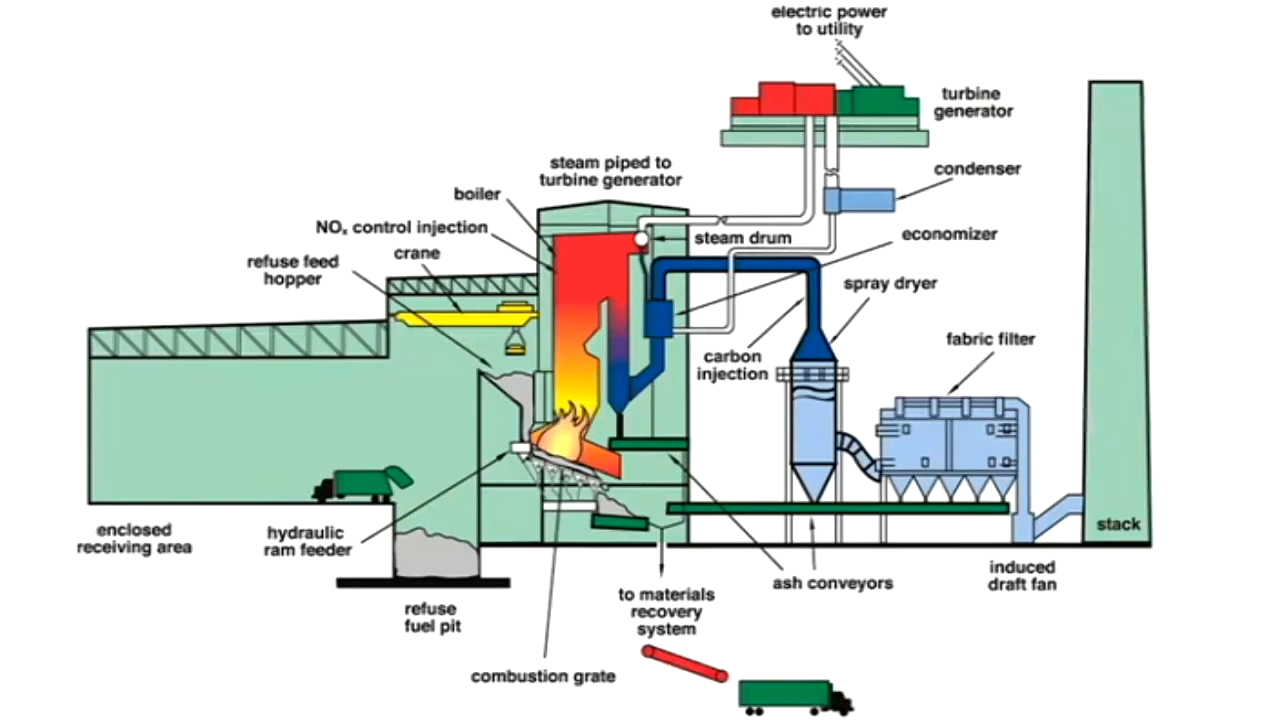 electric power
to utility
turbine
generator
steam piped to
turbine generator
condenser
boiler
NOₓ control injection
steam drum
economizer
crane
refuse feed
hopper
spray dryer
fabric filter
carbon
injection
enclosed
receiving area
hydraulic
ram feeder
stack
induced
draft fan
ash conveyors
to materials
recovery
system
refuse
fuel pit
combustion grate